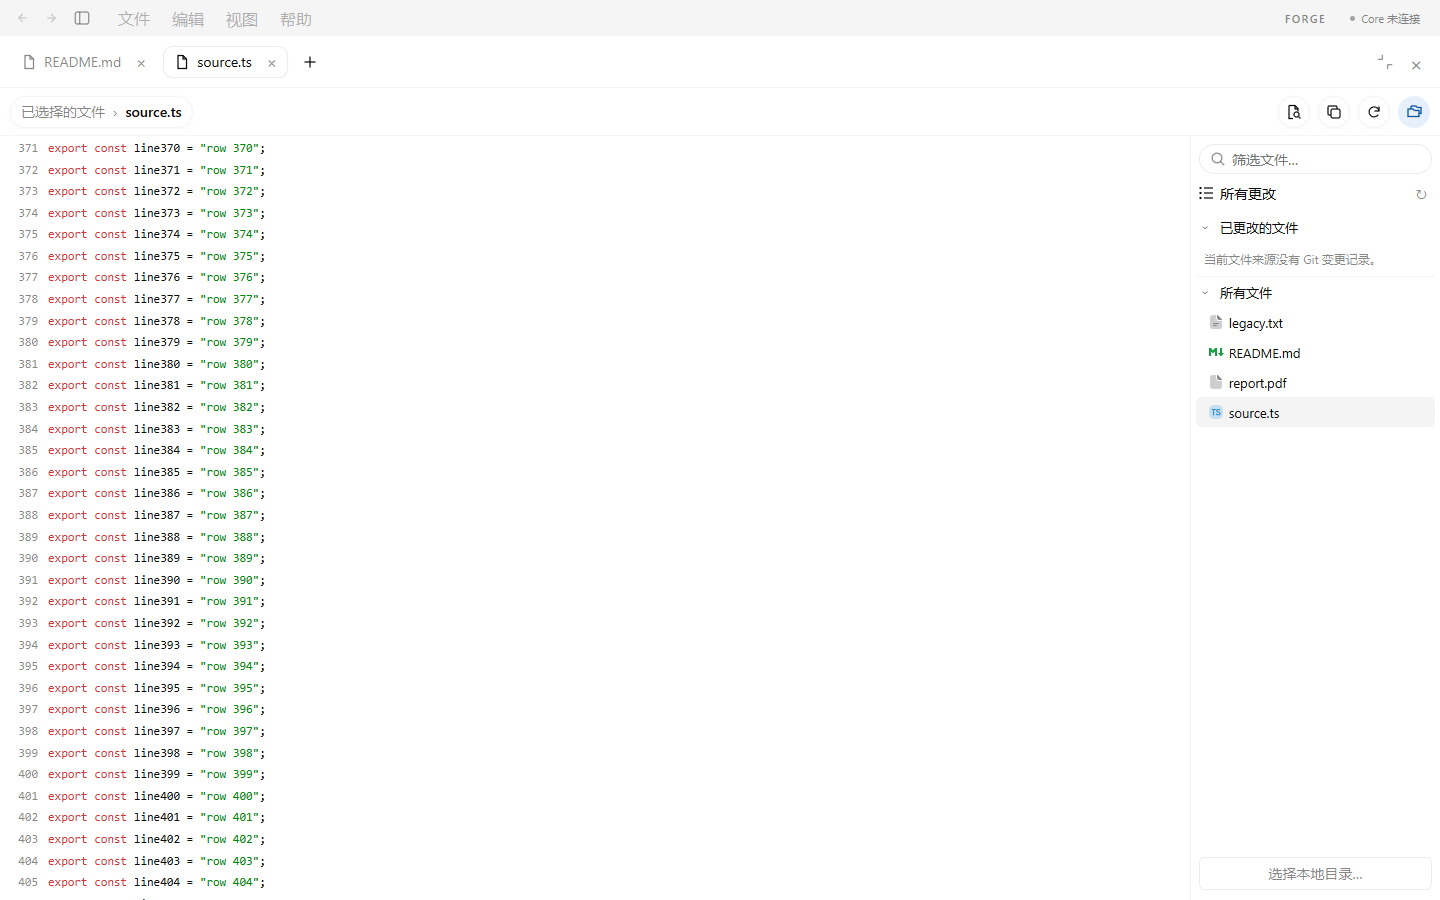 文件 编辑 视图 帮助 FORGE Core 未连接
README.md × source.ts × +
已选择的文件 › source.ts
371 export const line370 = "row 370";
372 export const line371 = "row 371";
373 export const line372 = "row 372";
374 export const line373 = "row 373";
375 export const line374 = "row 374";
376 export const line375 = "row 375";
377 export const line376 = "row 376";
378 export const line377 = "row 377";
379 export const line378 = "row 378";
380 export const line379 = "row 379";
381 export const line380 = "row 380";
382 export const line381 = "row 381";
383 export const line382 = "row 382";
384 export const line383 = "row 383";
385 export const line384 = "row 384";
386 export const line385 = "row 385";
387 export const line386 = "row 386";
388 export const line387 = "row 387";
389 export const line388 = "row 388";
390 export const line389 = "row 389";
391 export const line390 = "row 390";
392 export const line391 = "row 391";
393 export const line392 = "row 392";
394 export const line393 = "row 393";
395 export const line394 = "row 394";
396 export const line395 = "row 395";
397 export const line396 = "row 396";
398 export const line397 = "row 397";
399 export const line398 = "row 398";
400 export const line399 = "row 399";
401 export const line400 = "row 400";
402 export const line401 = "row 401";
403 export const line402 = "row 402";
404 export const line403 = "row 403";
405 export const line404 = "row 404";
筛选文件...
所有更改
已更改的文件
当前文件来源没有 Git 变更记录。
所有文件
legacy.txt
M↓ README.md
report.pdf
TS source.ts
选择本地目录...